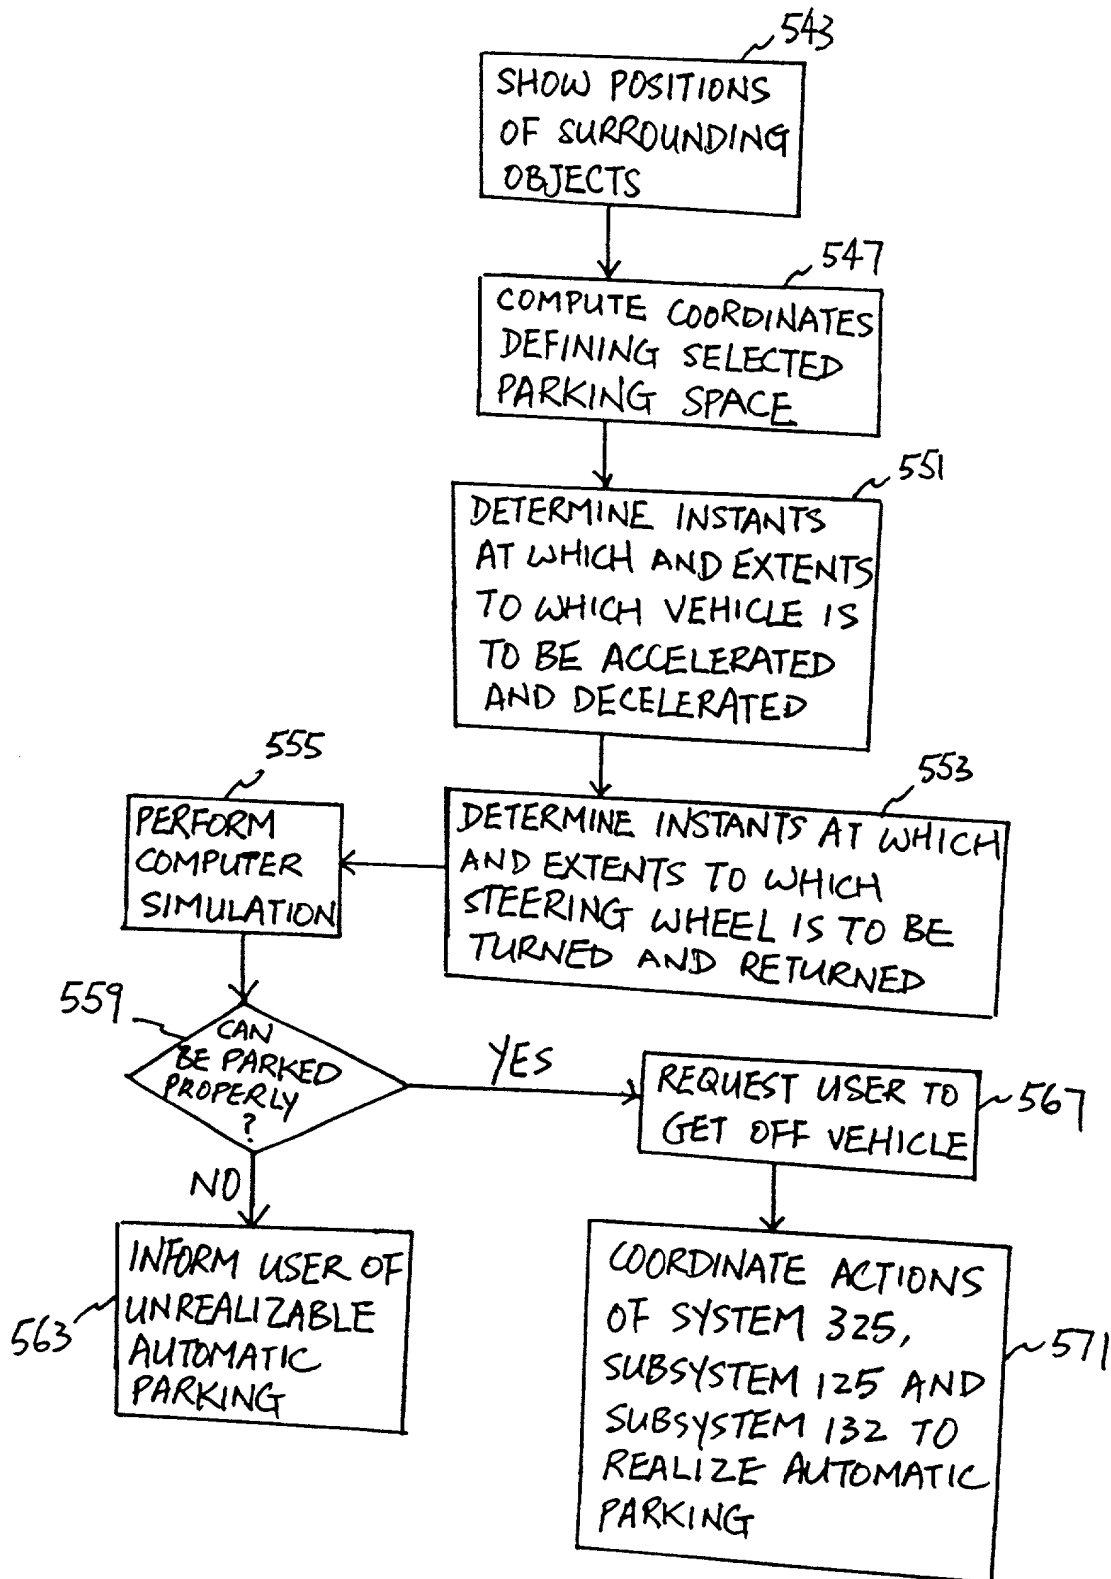 543
SHOW POSITIONS
OF SURROUNDING
OBJECTS
547
COMPUTE COORDINATES
DEFINING SELECTED
PARKING SPACE
551
DETERMINE INSTANTS
AT WHICH AND EXTENTS
TO WHICH VEHICLE IS
TO BE ACCELERATED
AND DECELERATED
553
DETERMINE INSTANTS AT WHICH
AND EXTENTS TO WHICH
STEERING WHEEL IS TO BE
TURNED AND RETURNED
555
PERFORM
COMPUTER
SIMULATION
559
CAN
BE PARKED
PROPERLY
?
YES
NO
563
INFORM USER OF
UNREALIZABLE
AUTOMATIC
PARKING
REQUEST USER TO
GET OFF VEHICLE
567
COORDINATE ACTIONS
OF SYSTEM 325,
SUBSYSTEM 125 AND
SUBSYSTEM 132 TO
REALIZE AUTOMATIC
PARKING
571